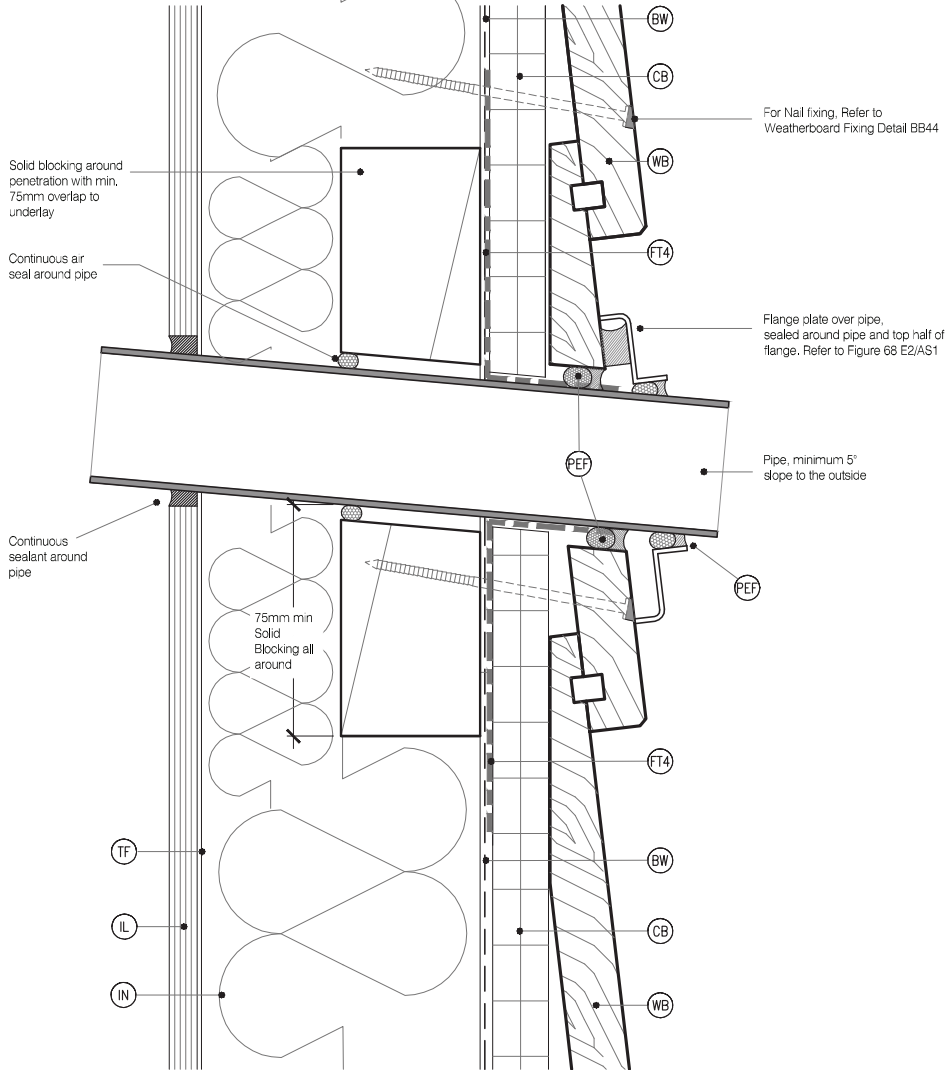 BW
CB
For Nail fixing, Refer to
Weatherboard Fixing Detail BB44
WB
Solid blocking around
penetration with min.
75mm overlap to
underlay
FT4
Continuous air
seal around pipe
Flange plate over pipe,
sealed around pipe and top half of
flange. Refer to Figure 68 E2/AS1
PEF
Pipe, minimum 5°
slope to the outside
Continuous
sealant around
pipe
PEF
75mm min
Solid
Blocking all
around
FT4
TF
BW
IL
CB
IN
WB